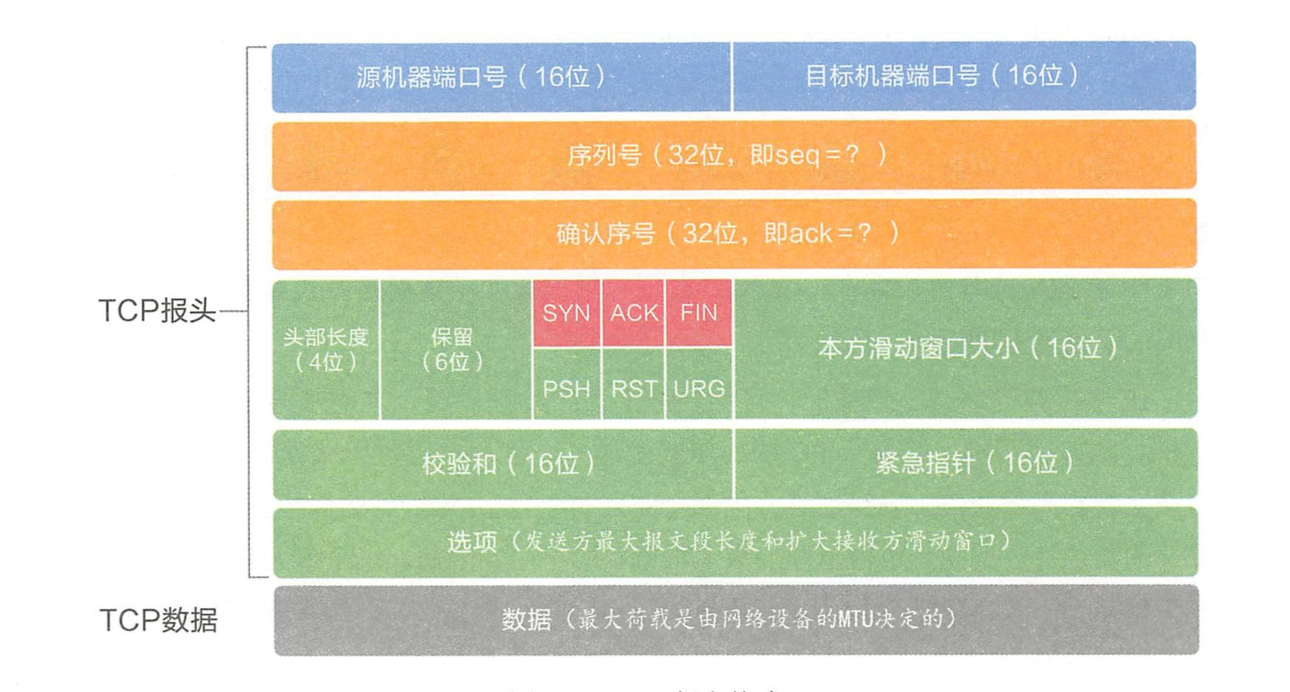 源机器端口号（16位）
目标机器端口号（16位）
序列号（32位，即seq=？）
确认序号（32位，即ack=？）
TCP报头
头部长度
（4位）
保留
（6位）
SYN
ACK
FIN
PSH
RST
URG
本方滑动窗口大小（16位）
校验和（16位）
紧急指针（16位）
选项（发送方最大报文段长度和扩大接收方滑动窗口）
TCP数据
数据（最大荷载是由网络设备的MTU决定的）